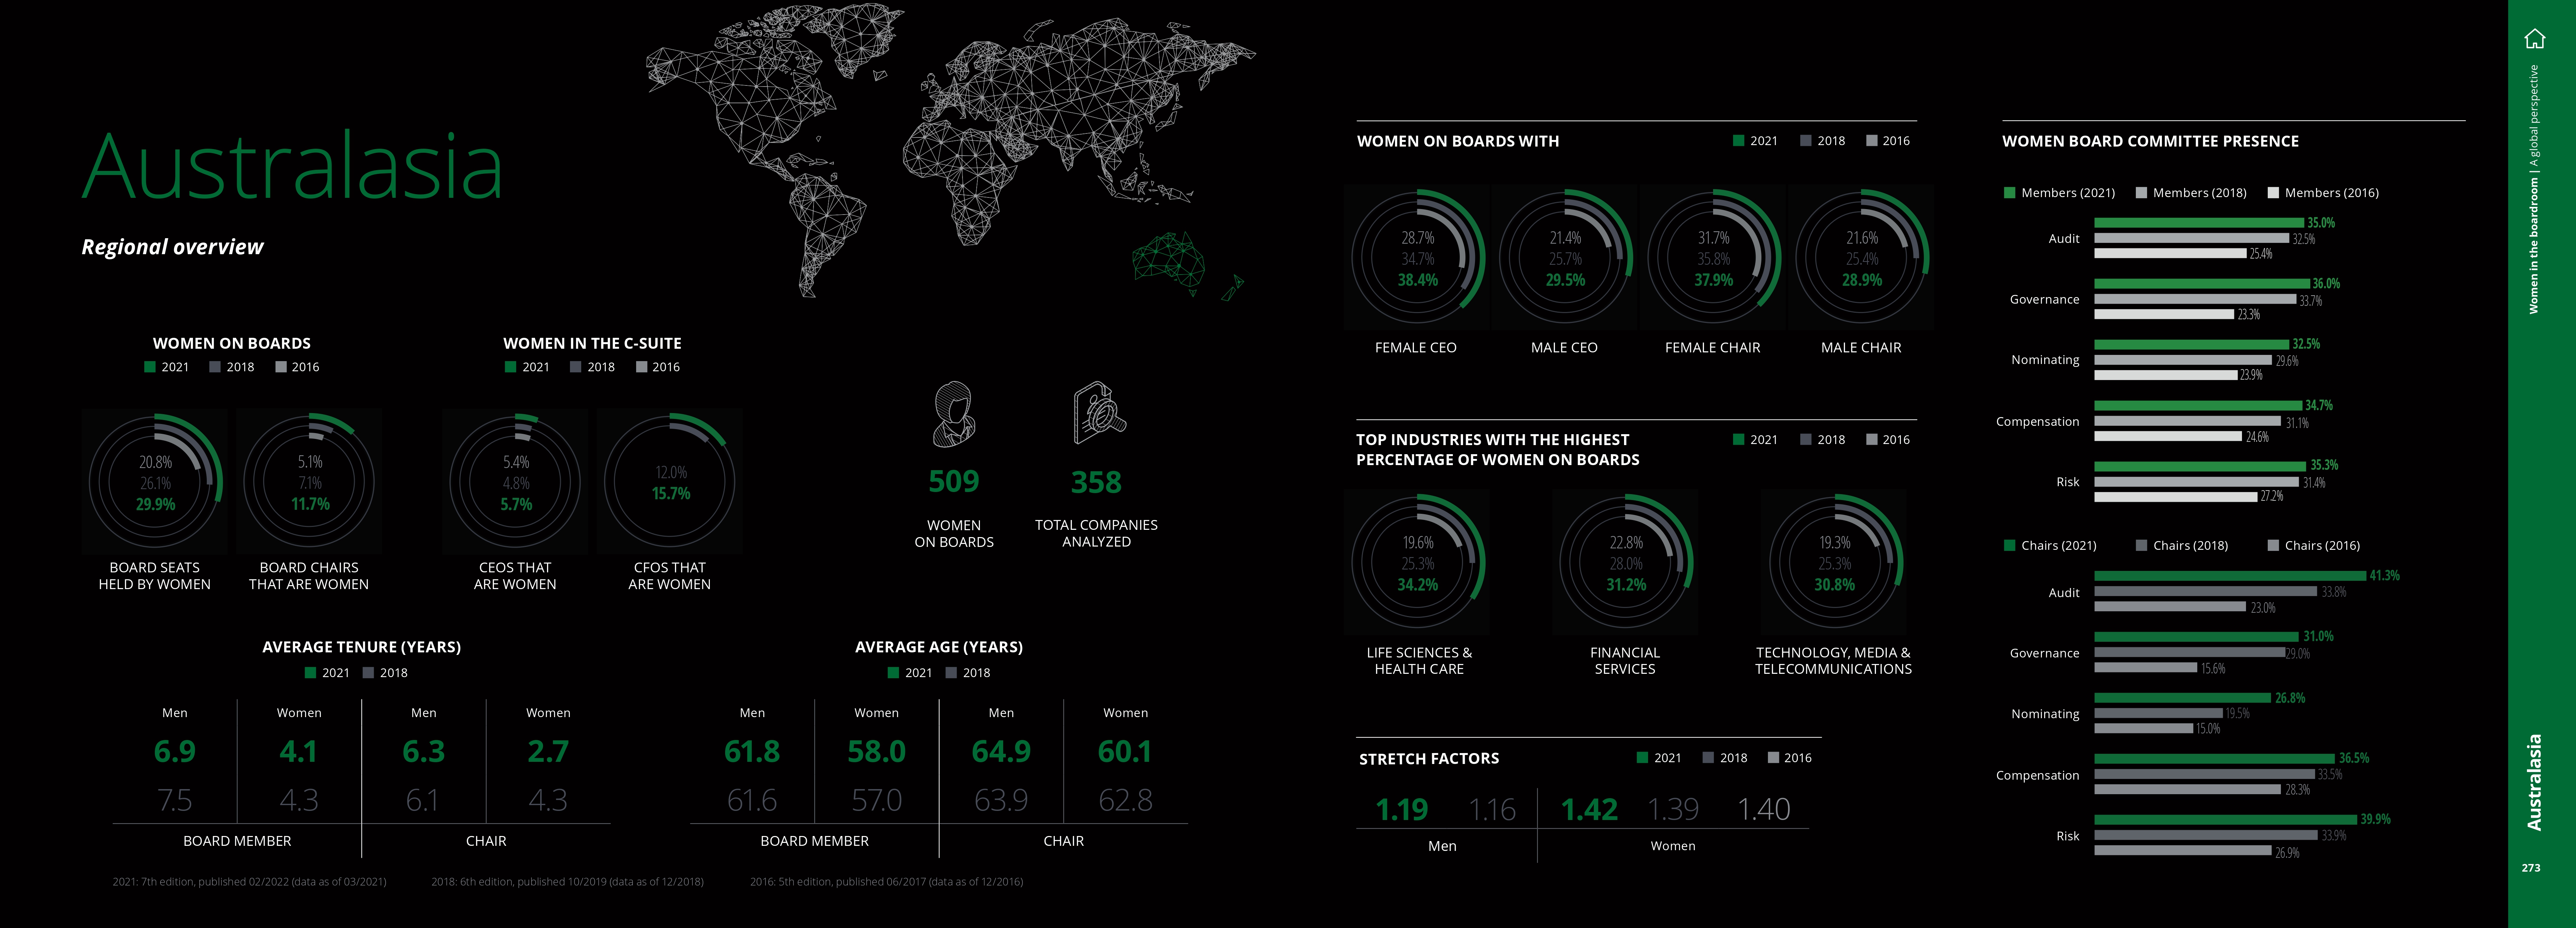 Australasia
Regional overview
WOMEN ON BOARDS
2021 2018 2016
20.8%
26.1%
29.9%
BOARD SEATS
HELD BY WOMEN
5.1%
7.1%
11.7%
BOARD CHAIRS
THAT ARE WOMEN
WOMEN IN THE C-SUITE
2021 2018 2016
5.4%
4.8%
5.7%
CEOS THAT
ARE WOMEN
12.0%
15.7%
CFOS THAT
ARE WOMEN
509
WOMEN
ON BOARDS
358
TOTAL COMPANIES
ANALYZED
AVERAGE TENURE (YEARS)
2021 2018
Men Women Men Women
6.9 4.1 6.3 2.7
7.5 4.3 6.1 4.3
BOARD MEMBER CHAIR
AVERAGE AGE (YEARS)
2021 2018
Men Women Men Women
61.8 58.0 64.9 60.1
61.6 57.0 63.9 62.8
BOARD MEMBER CHAIR
2021: 7th edition, published 02/2022 (data as of 03/2021) 2018: 6th edition, published 10/2019 (data as of 12/2018) 2016: 5th edition, published 06/2017 (data as of 12/2016)
WOMEN ON BOARDS WITH
2021 2018 2016
28.7%
34.7%
38.4%
FEMALE CEO
21.4%
25.7%
29.5%
MALE CEO
31.7%
35.8%
37.9%
FEMALE CHAIR
21.6%
25.4%
28.9%
MALE CHAIR
TOP INDUSTRIES WITH THE HIGHEST
PERCENTAGE OF WOMEN ON BOARDS
2021 2018 2016
19.6%
25.3%
34.2%
LIFE SCIENCES &
HEALTH CARE
22.8%
28.0%
31.2%
FINANCIAL
SERVICES
19.3%
25.3%
30.8%
TECHNOLOGY, MEDIA &
TELECOMMUNICATIONS
STRETCH FACTORS
2021 2018 2016
1.19 1.16 1.42 1.39 1.40
Men Women
WOMEN BOARD COMMITTEE PRESENCE
Members (2021) Members (2018) Members (2016)
Audit
35.0%
32.5%
25.4%
Governance
36.0%
33.7%
23.3%
Nominating
32.5%
29.6%
23.9%
Compensation
34.7%
31.1%
24.6%
Risk
35.3%
31.4%
27.2%
Chairs (2021) Chairs (2018) Chairs (2016)
Audit
41.3%
33.8%
23.0%
Governance
31.0%
29.0%
15.6%
Nominating
26.8%
19.5%
15.0%
Compensation
36.5%
33.5%
28.3%
Risk
39.9%
33.9%
26.9%
Women in the boardroom | A global perspective
Australasia
273